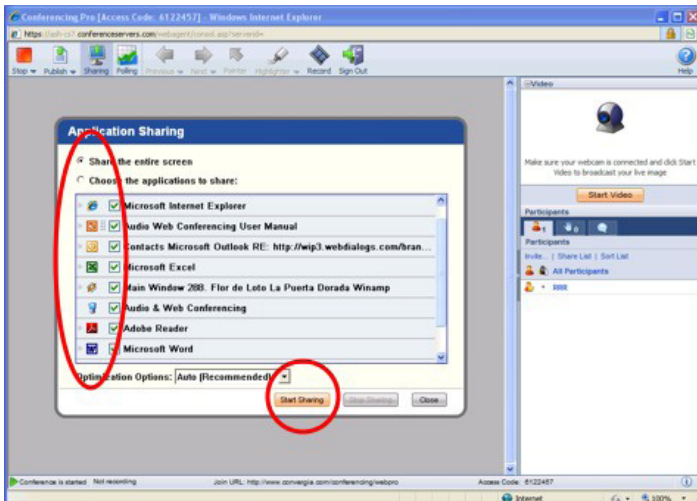 Conferencing Pro [Access Code: 6122457] - Windows Internet Explorer
Stop Publish Sharing Polling Previous Next Pointer Highlighter Record Sign Out
Help
Video
Application Sharing
Share the entire screen
Choose the applications to share:
Microsoft Internet Explorer
Audio Web Conferencing User Manual
Contacts Microsoft Outlook RE: http://wip3.webdialogs.com/bran...
Microsoft Excel
Main Window 288. Flor de Loto La Puerta Dorada Winamp
Audio & Web Conferencing
Adobe Reader
Microsoft Word
Optimization Options: Auto (Recommended)
Start Sharing Stop Sharing Close
Make sure your webcam is connected and click Start
Video to broadcast your live image
Start Video
Participants
Participants
Invite... | Share List | Sort List
All Participants
Conference is started Not recording Join URL: http://www.convergia.com/conferencing/webpro Access Code: 6122457
Internet 100%